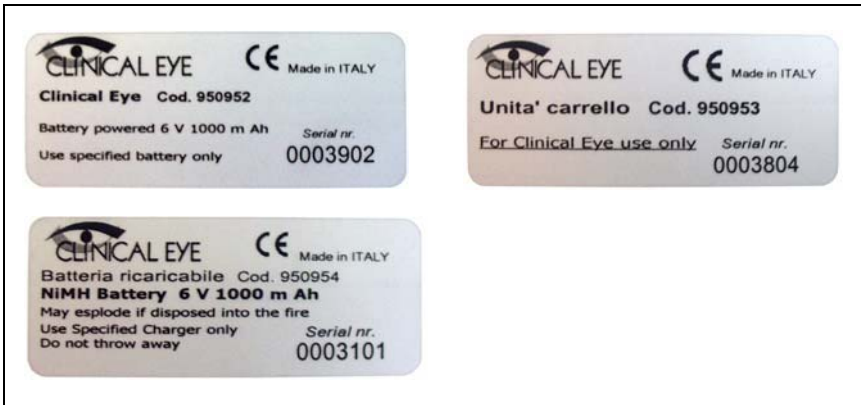 CLINICAL EYE CE Made in ITALY
Clinical Eye Cod. 950952
Battery powered 6 V 1000 m Ah Serial nr.
Use specified battery only 0003902
CLINICAL EYE CE Made in ITALY
Unita' carrello Cod. 950953
For Clinical Eye use only Serial nr.
0003804
CLINICAL EYE CE Made in ITALY
Batteria ricaricabile Cod. 950954
NiMH Battery 6 V 1000 m Ah
May esplode if disposed into the fire
Use Specified Charger only Serial nr.
Do not throw away 0003101